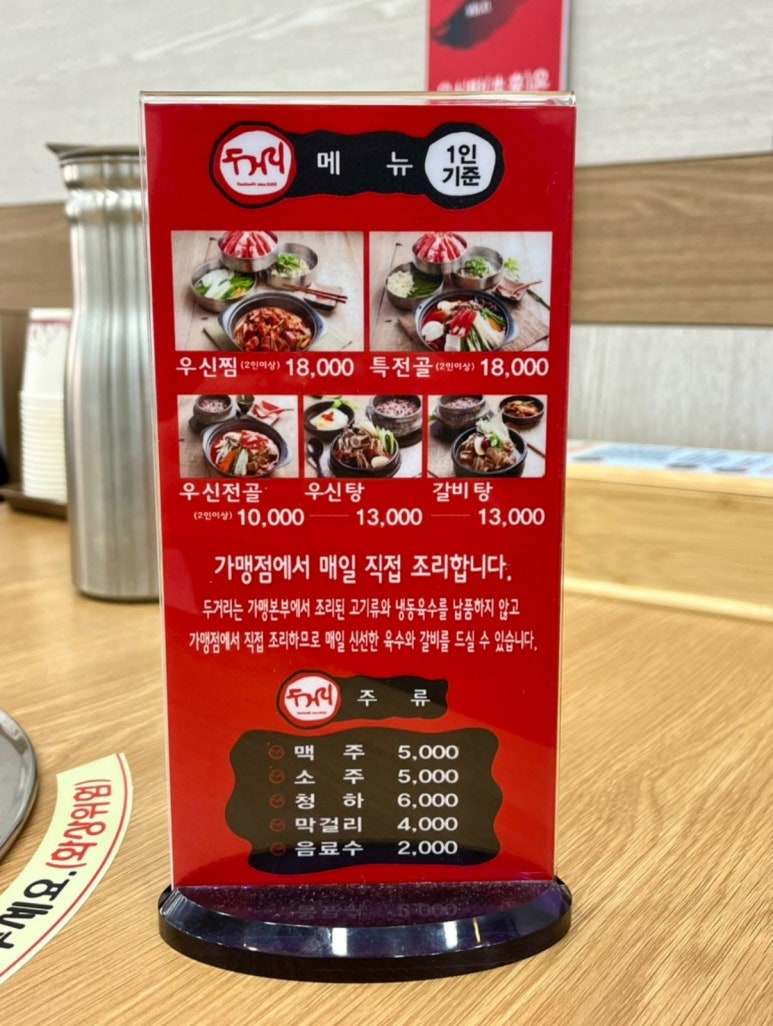 두거리 메 뉴 1인
기준
우신찜 (2인이상) 18,000 특전골 (2인이상) 18,000
우신전골 우신탕 갈비탕
(2인이상) 10,000 13,000 13,000
가맹점에서 매일 직접 조리합니다.
두거리는 가맹본부에서 조리된 고기류와 냉동육수를 납품하지 않고
가맹점에서 직접 조리하므로 매일 신선한 육수와 갈비를 드실 수 있습니다.
두거리 주 류
맥 주 5,000
소 주 5,000
청 하 6,000
막걸리 4,000
음료수 2,000
세요.(화상위험)